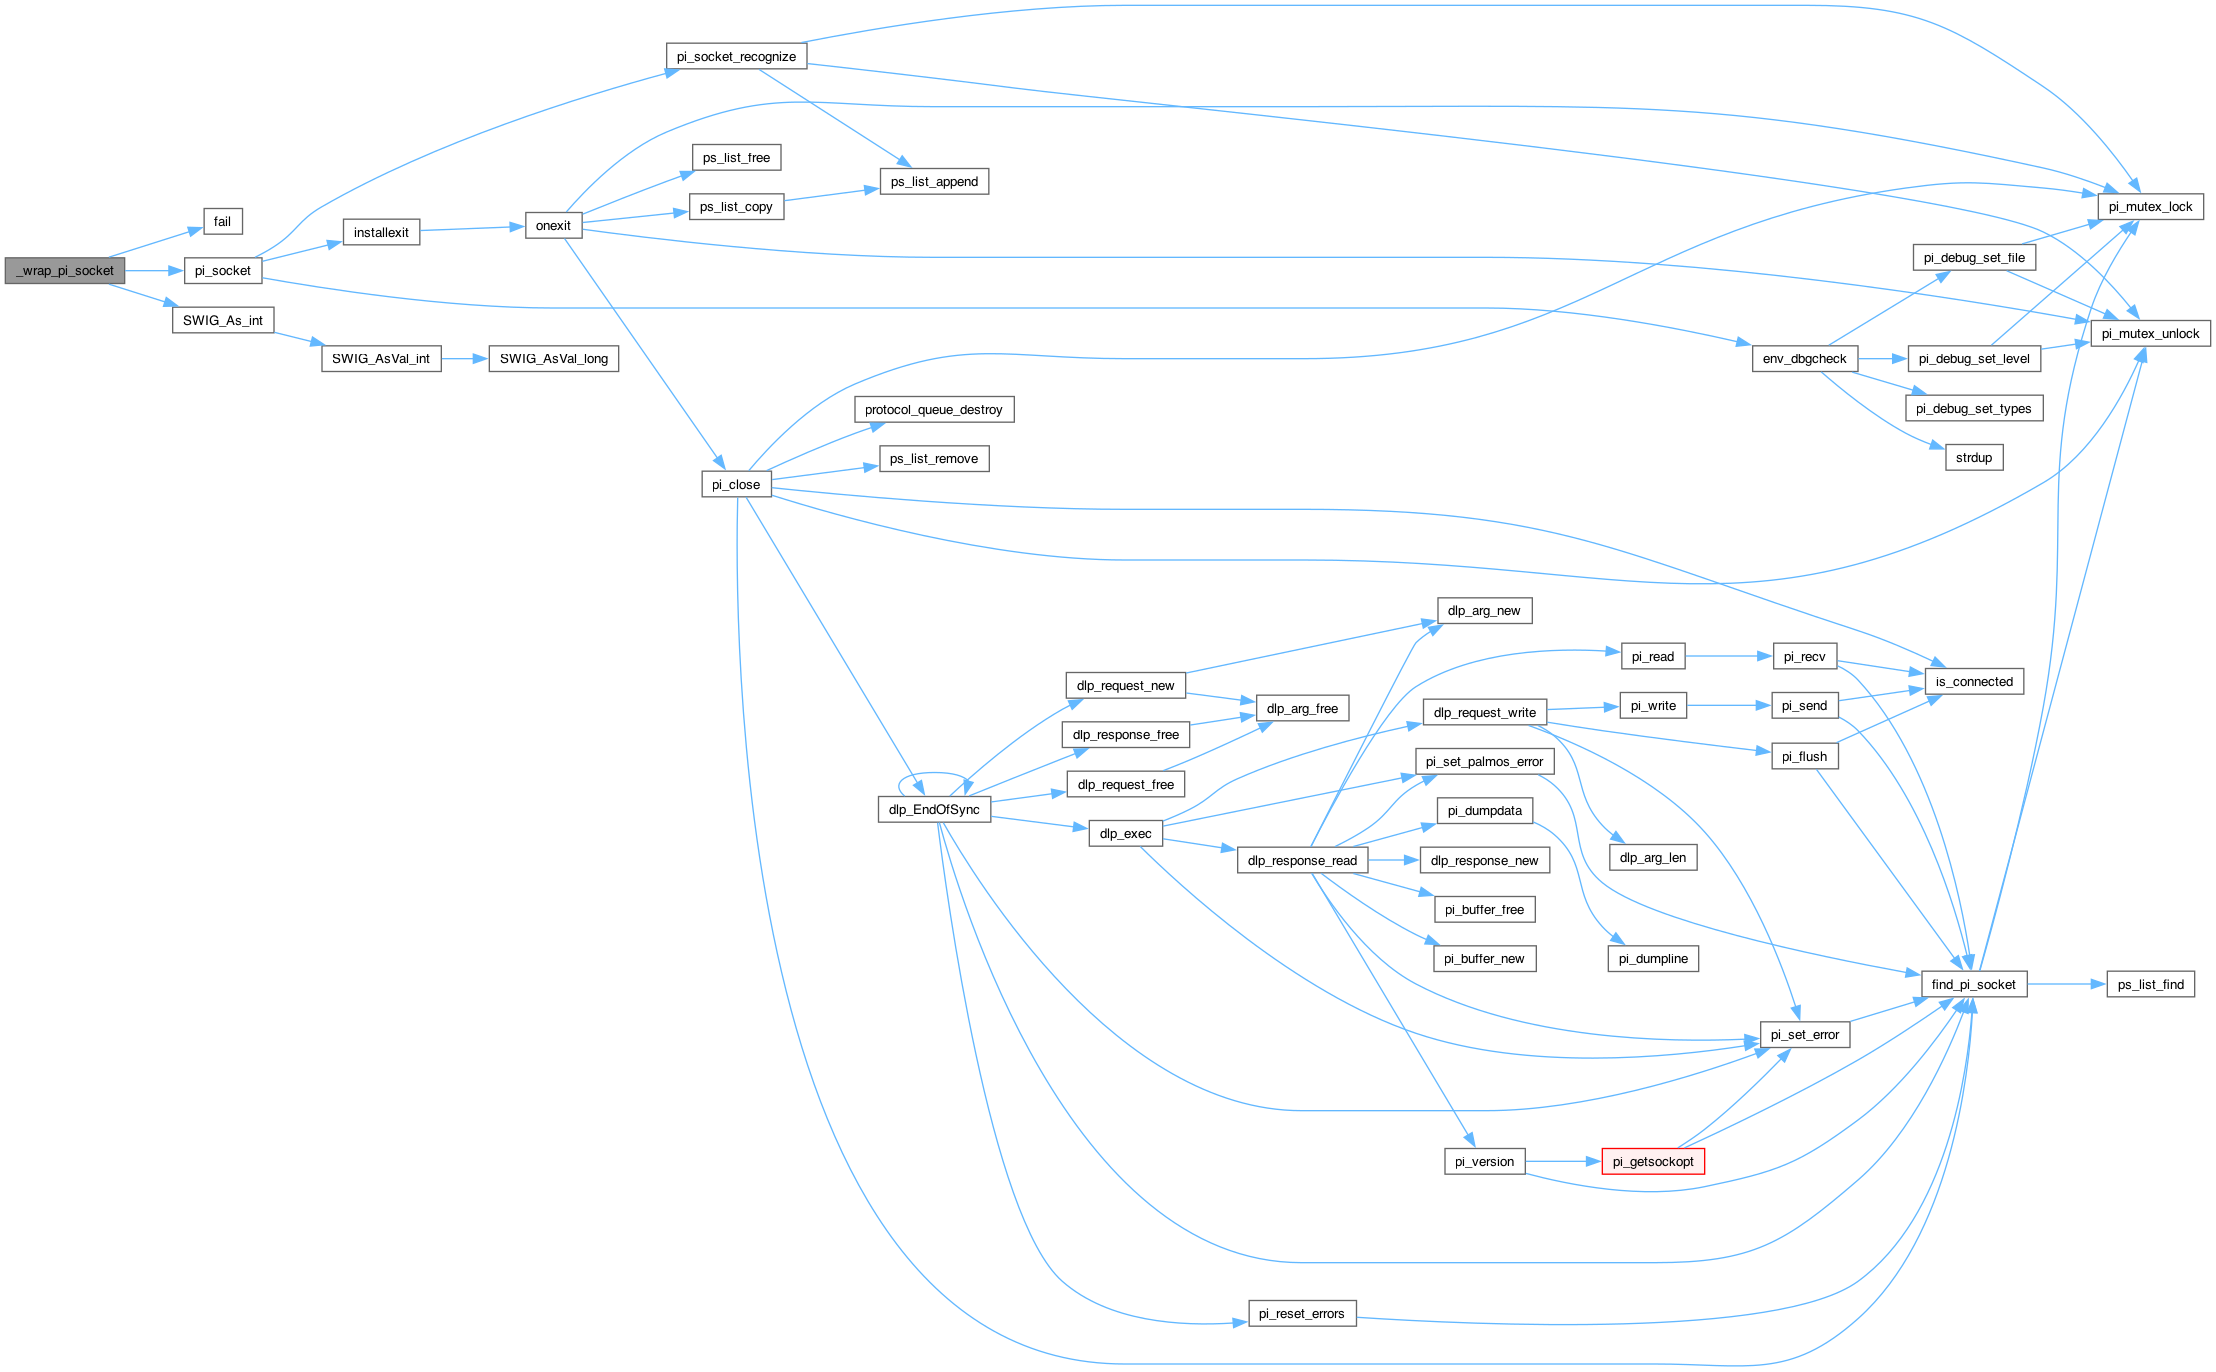 _wrap_pi_socket
fail
pi_socket
SWIG_As_int
installexit
SWIG_AsVal_int
SWIG_AsVal_long
onexit
pi_socket_recognize
ps_list_free
ps_list_copy
ps_list_append
pi_close
protocol_queue_destroy
ps_list_remove
dlp_EndOfSync
dlp_request_new
dlp_response_free
dlp_request_free
dlp_exec
dlp_arg_free
dlp_response_read
pi_reset_errors
dlp_arg_new
dlp_request_write
pi_set_palmos_error
pi_dumpdata
dlp_response_new
pi_buffer_free
pi_buffer_new
pi_version
pi_read
pi_write
dlp_arg_len
pi_dumpline
pi_getsockopt
pi_recv
pi_send
pi_flush
pi_set_error
env_dbgcheck
pi_debug_set_file
pi_debug_set_level
pi_debug_set_types
strdup
is_connected
find_pi_socket
pi_mutex_lock
pi_mutex_unlock
ps_list_find